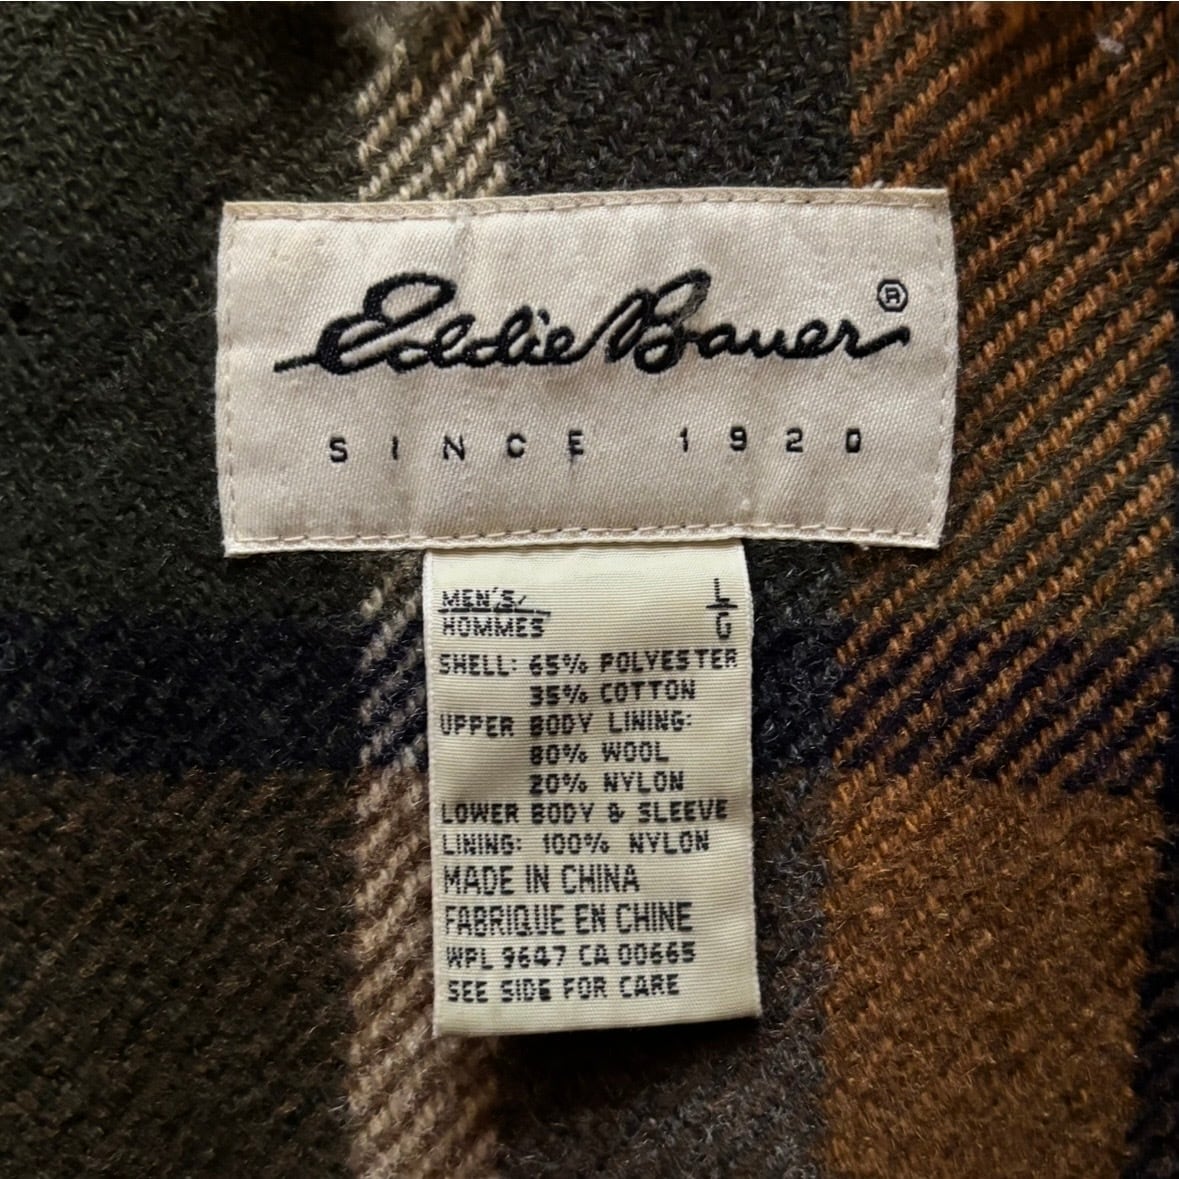 Eddie Bauer ®
SINCE 1920
MEN'S/ L/
HOMMES G
SHELL: 65% POLYESTER
35% COTTON
UPPER BODY LINING:
80% WOOL
20% NYLON
LOWER BODY & SLEEVE
LINING: 100% NYLON
MADE IN CHINA
FABRIQUE EN CHINE
WPL 9647 CA 00665
SEE SIDE FOR CARE